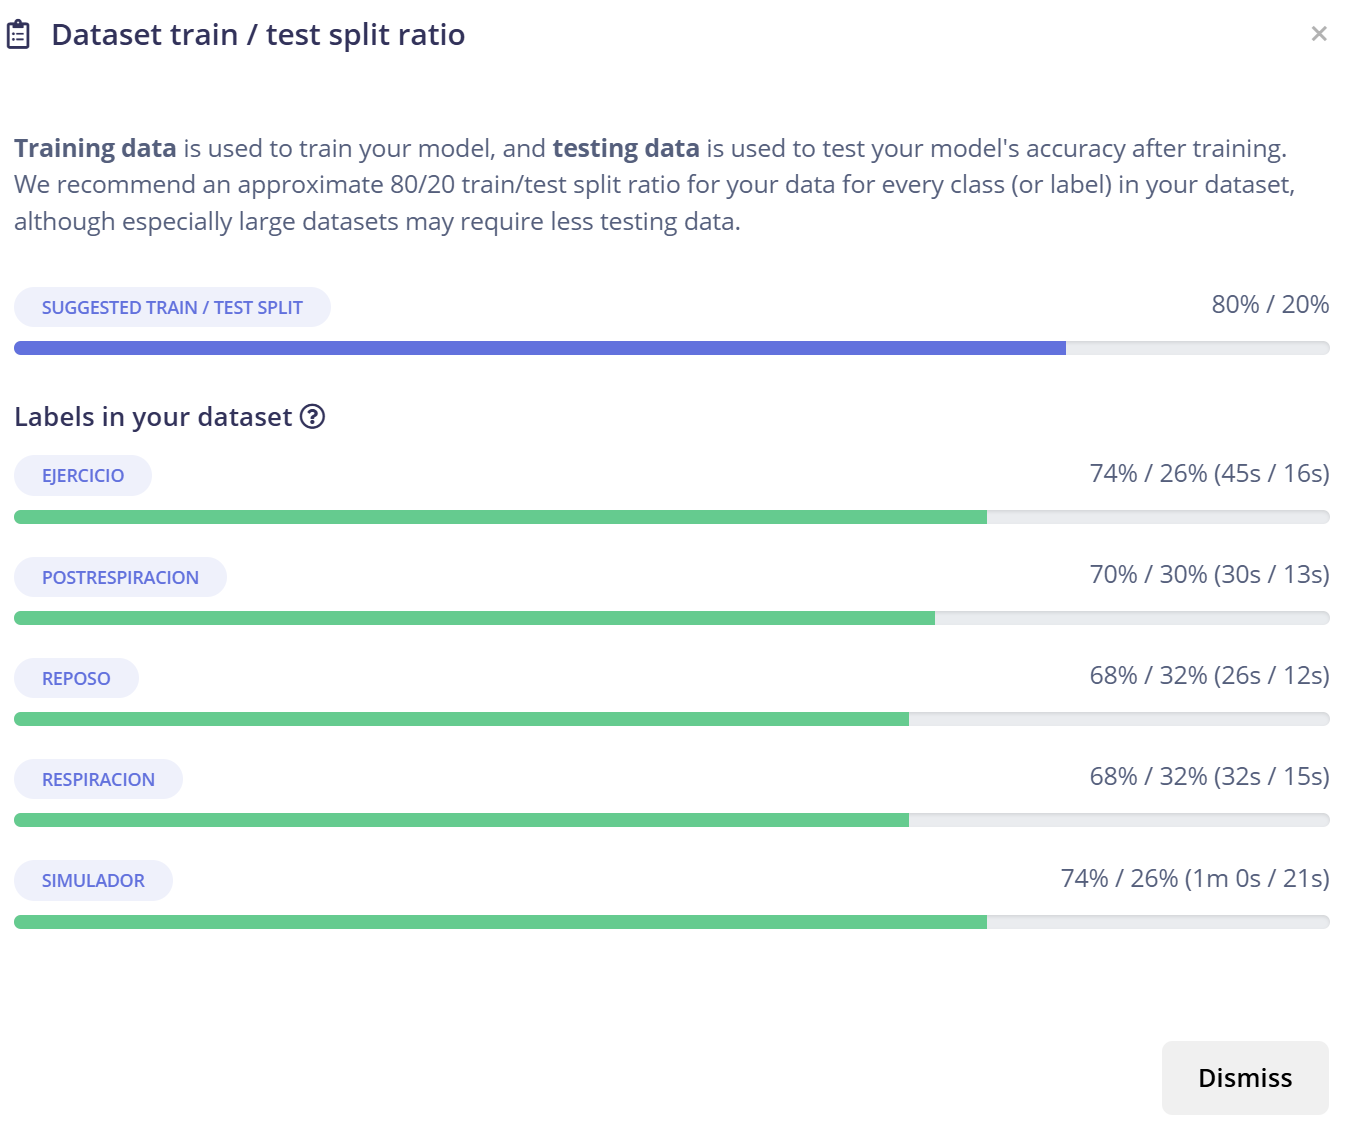 Dataset train / test split ratio
×
Training data is used to train your model, and testing data is used to test your model's accuracy after training.
We recommend an approximate 80/20 train/test split ratio for your data for every class (or label) in your dataset,
although especially large datasets may require less testing data.
SUGGESTED TRAIN / TEST SPLIT 80% / 20%
Labels in your dataset ?
EJERCICIO 74% / 26% (45s / 16s)
POSTRESPIRACION 70% / 30% (30s / 13s)
REPOSO 68% / 32% (26s / 12s)
RESPIRACION 68% / 32% (32s / 15s)
SIMULADOR 74% / 26% (1m 0s / 21s)
Dismiss